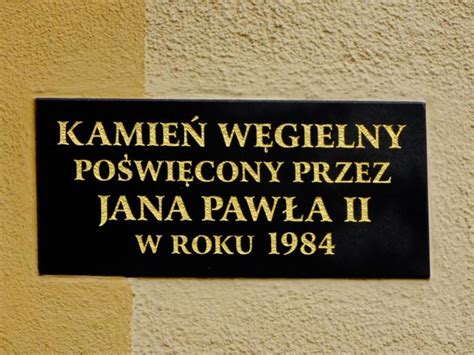 KAMIEŃ WĘGIELNY
POŚWIĘCONY PRZEZ
JANA PAWŁA II
W ROKU 1984